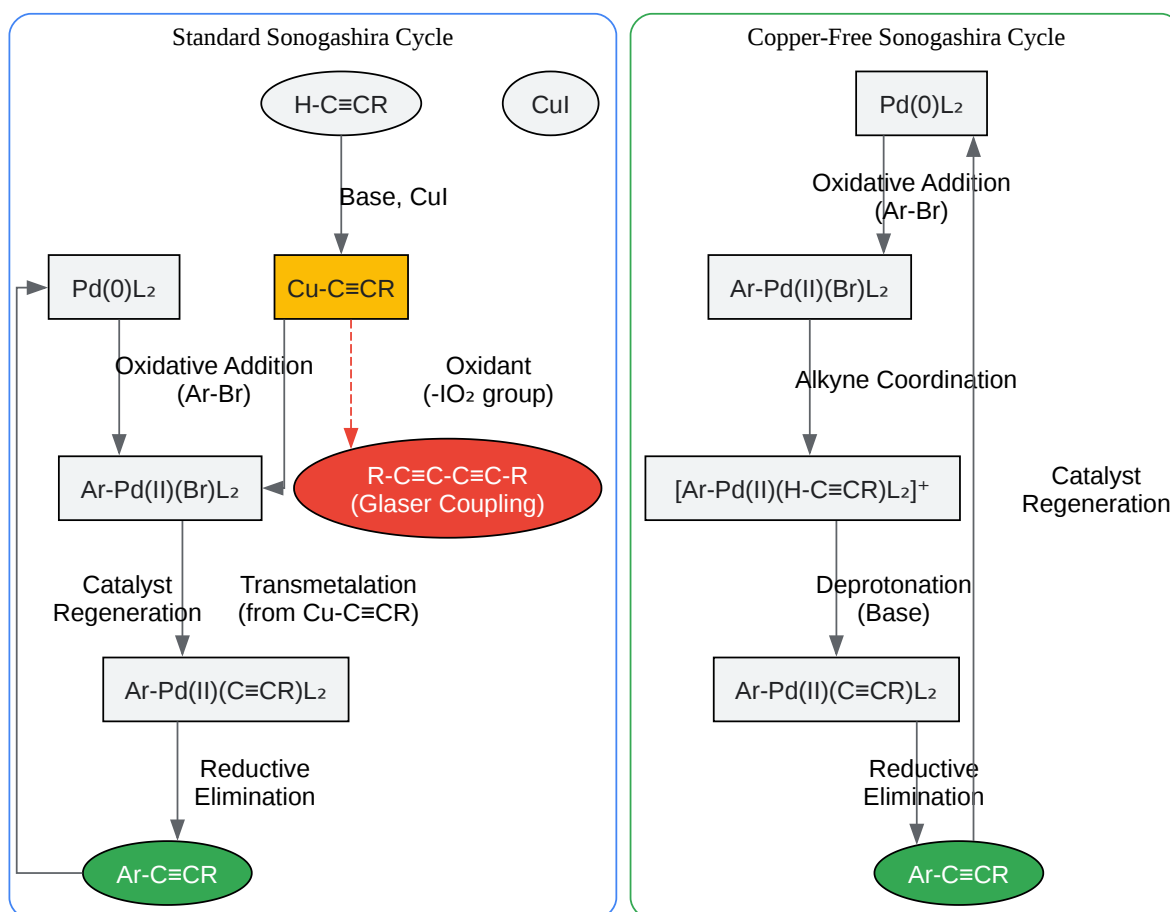 Standard Sonogashira Cycle
H-C≡CR
CuI
Base, CuI
Pd(0)L₂
Cu-C≡CR
Oxidative Addition
(Ar-Br)
Oxidant
(-IO₂ group)
Ar-Pd(II)(Br)L₂
R-C≡C-C≡C-R
(Glaser Coupling)
Catalyst
Regeneration
Transmetalation
(from Cu-C≡CR)
Ar-Pd(II)(C≡CR)L₂
Reductive
Elimination
Ar-C≡CR
Copper-Free Sonogashira Cycle
Pd(0)L₂
Oxidative Addition
(Ar-Br)
Ar-Pd(II)(Br)L₂
Alkyne Coordination
[Ar-Pd(II)(H-C≡CR)L₂]⁺
Catalyst
Regeneration
Deprotonation
(Base)
Ar-Pd(II)(C≡CR)L₂
Reductive
Elimination
Ar-C≡CR